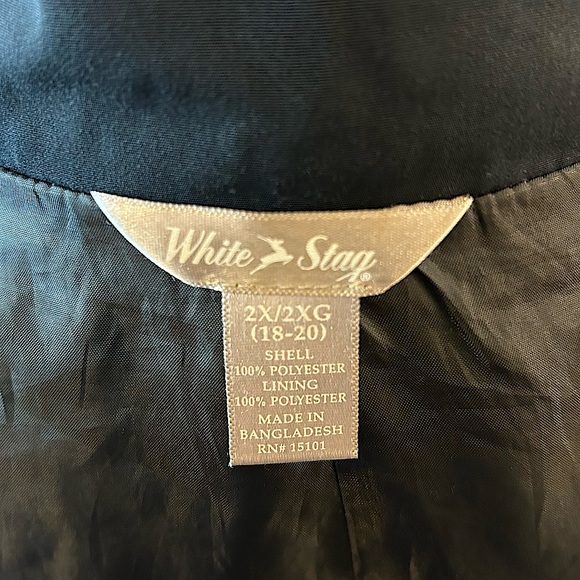 White Stag®
2X/2XG
(18-20)
SHELL
100% POLYESTER
LINING
100% POLYESTER
MADE IN
BANGLADESH
RN# 15101